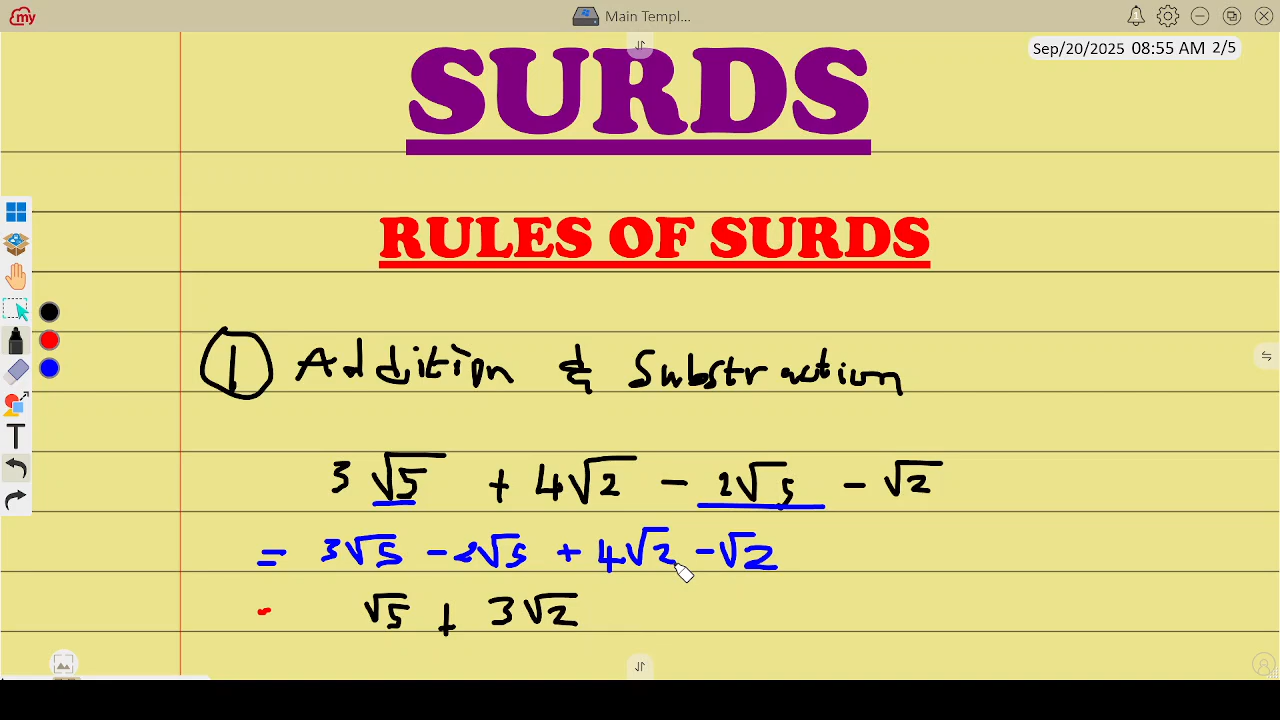 my
Main Templ...
Sep/20/2025 08:55 AM 2/5
SURDS
RULES OF SURDS
① Addition & Substraction
3√5 + 4√2 - 2√5 - √2
= 3√5 - 2√5 + 4√2 - √2
- √5 + 3√2
T